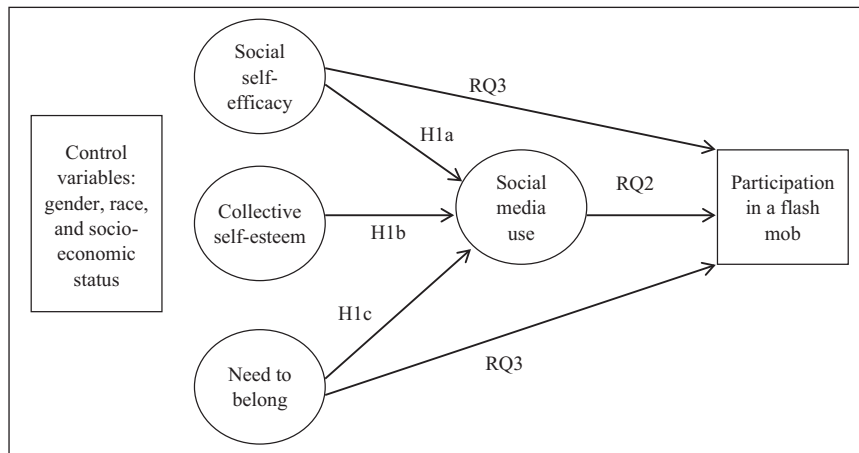 Social
self-
efficacy
RQ3
H1a
Control
variables:
gender, race,
and socio-
economic
status
Collective
self-esteem
H1b
Social
media
use
RQ2
Participation
in a flash
mob
H1c
Need to
belong
RQ3